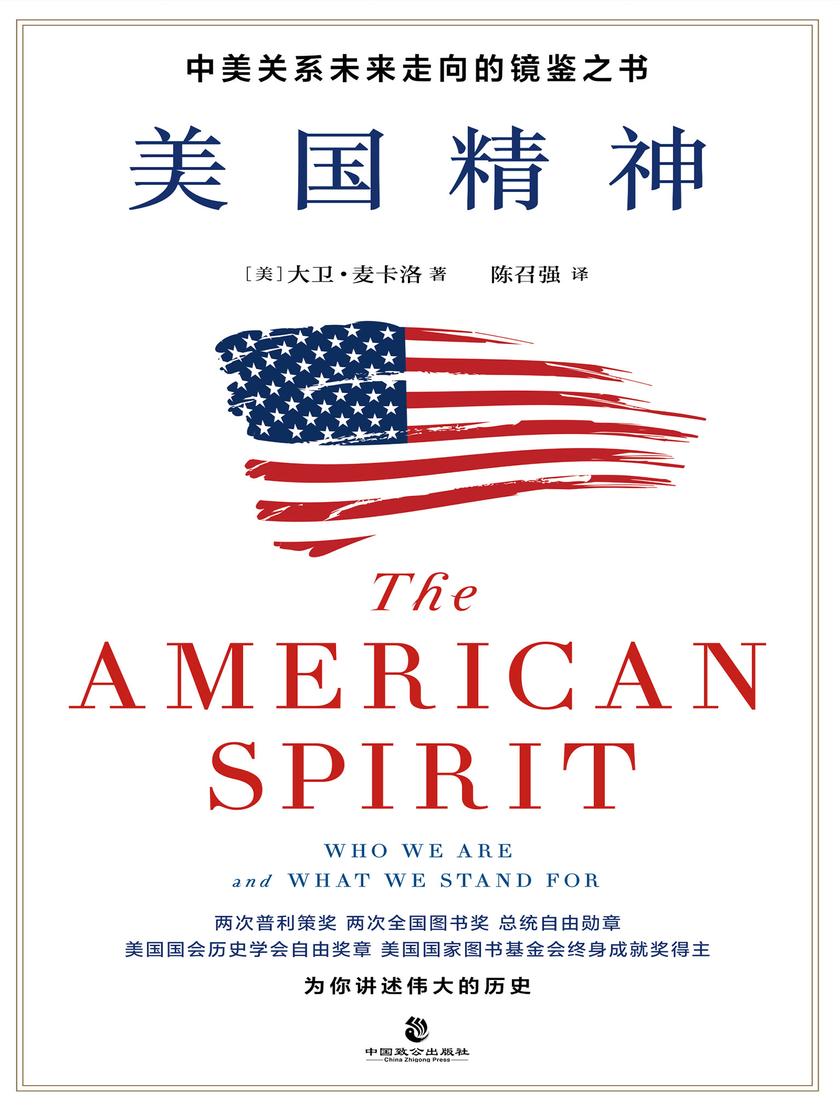 中美关系未来走向的镜鉴之书
美国精神
［美］大卫·麦卡洛 著 陈召强 译
The
AMERICAN
SPIRIT
WHO WE ARE
and WHAT WE STAND FOR
两次普利策奖 两次全国图书奖 总统自由勋章
美国国会历史学会自由奖章 美国国家图书基金会终身成就奖得主
为你讲述伟大的历史
中国致公出版社
China Zhigong Press